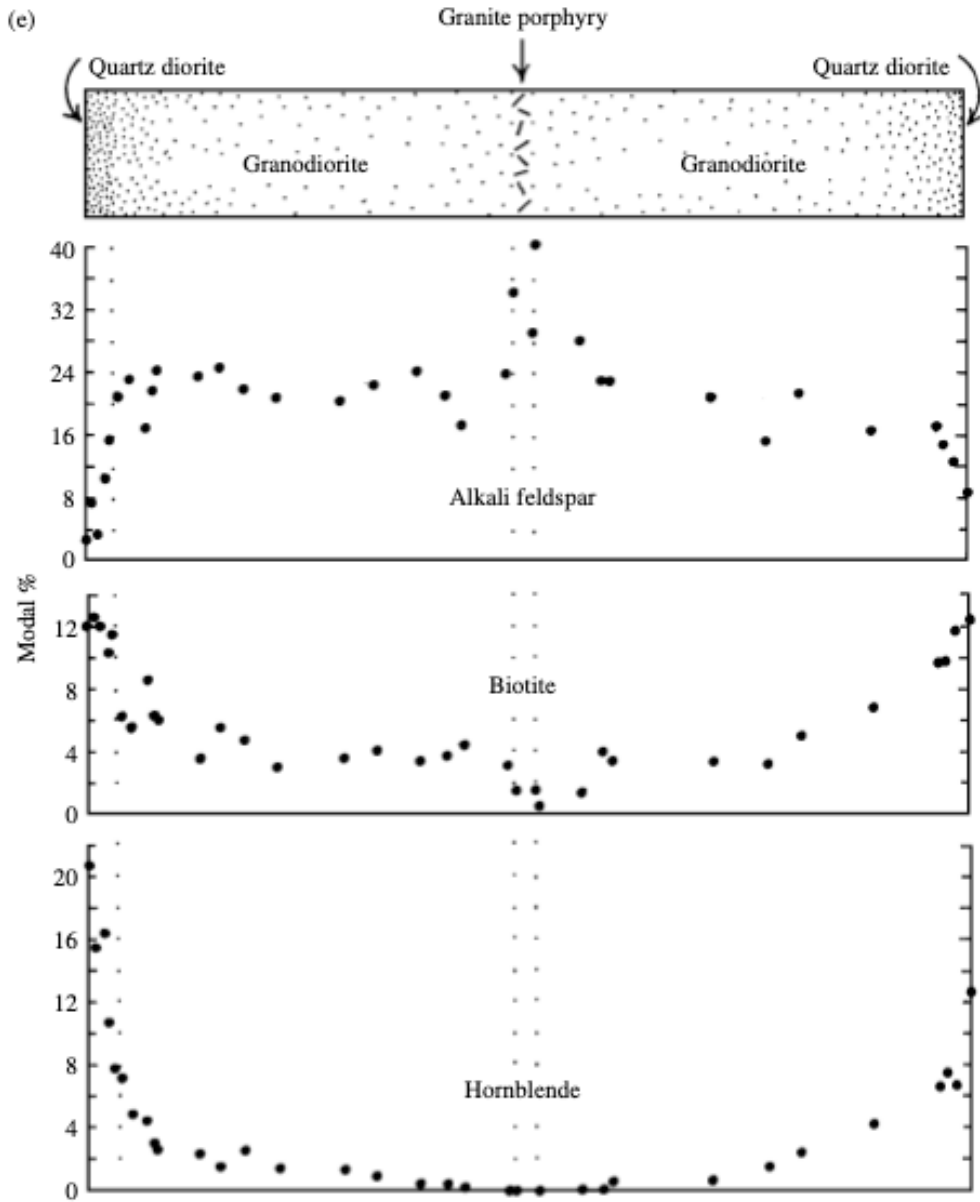 (e)
Granite porphyry
Quartz diorite
Quartz diorite
Granodiorite
Granodiorite
40
32
24
16
8
0
Alkali feldspar
Modal %
12
8
4
0
Biotite
20
16
12
8
4
0
Hornblende